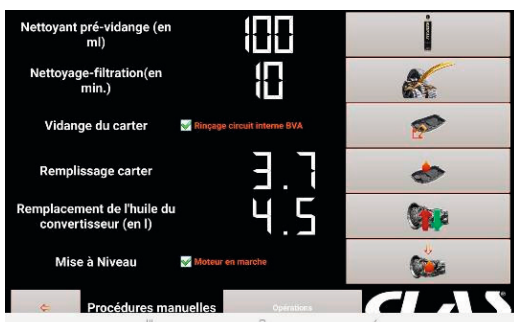 Nettoyant pré-vidange (en
ml)
100
Nettoyage-filtration(en
min.)
10
Vidange du carter
Rinçage circuit interne BVA
Remplissage carter
3.7
Remplacement de l'huile du
convertisseur (en l)
4.5
Mise à Niveau
Moteur en marche
Procédures manuelles
Opérations
CLAS